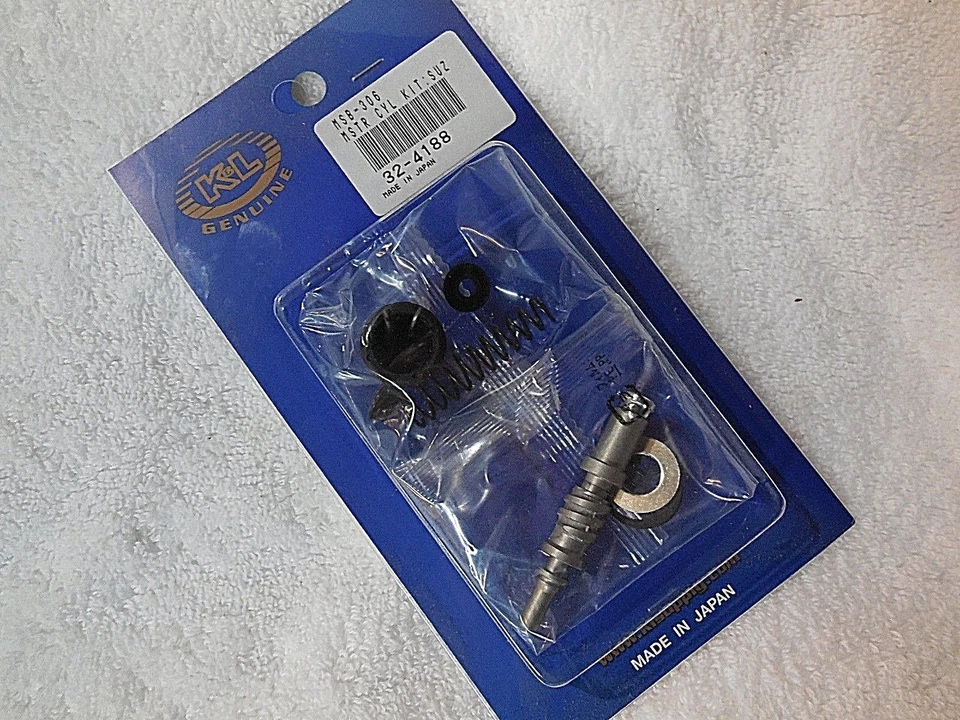 MSB-306
MSTR CYL KIT:SUZ
32-4188
MADE IN JAPAN
K&L
GENUINE
MADE IN JAPAN